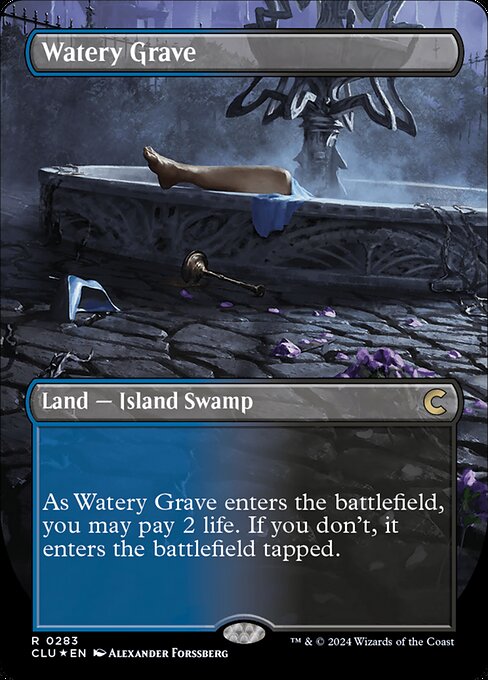 Watery Grave
Land — Island Swamp
As Watery Grave enters the battlefield,
you may pay 2 life. If you don't, it
enters the battlefield tapped.
R 0283
™ & © 2024 Wizards of the Coast
CLU★EN Alexander Forssberg